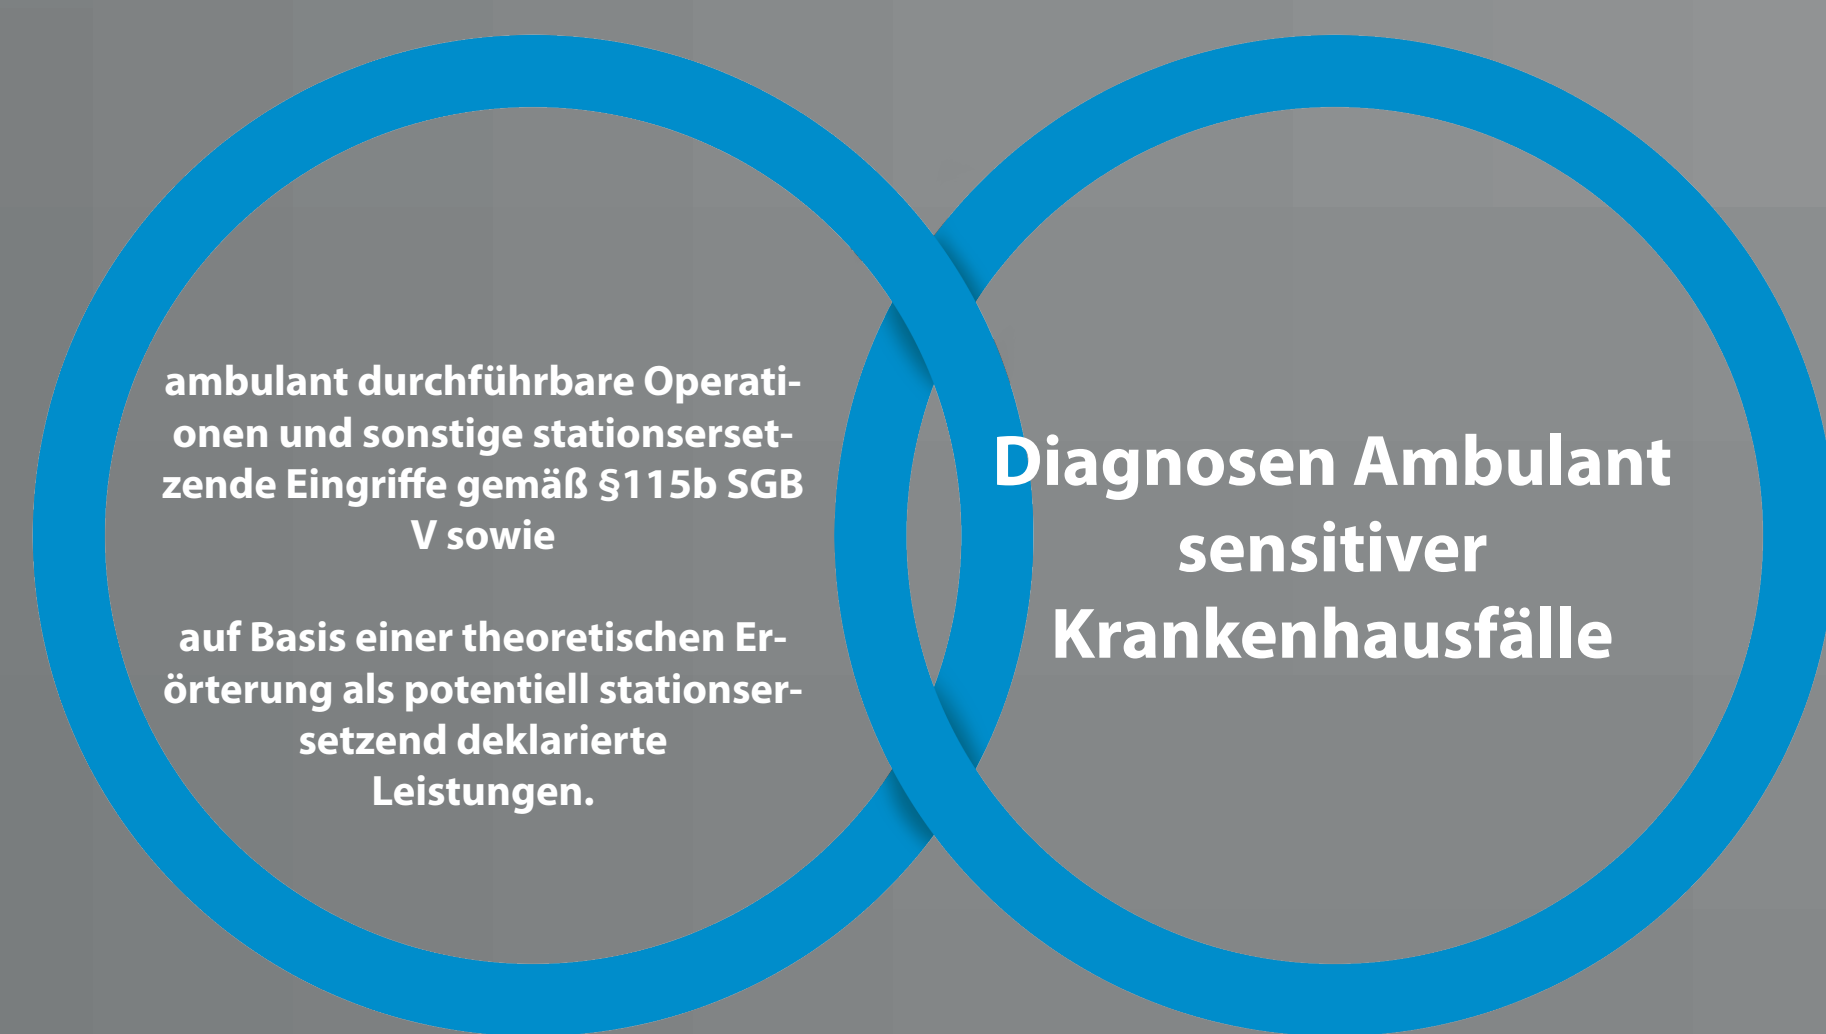 ambulant durchführbare Operati-
onen und sonstige stationserset-
zende Eingriffe gemäß §115b SGB
V sowie
auf Basis einer theoretischen Er-
örterung als potentiell stationser-
setzend deklarierte
Leistungen.
Diagnosen Ambulant
sensitiver
Krankenhausfälle